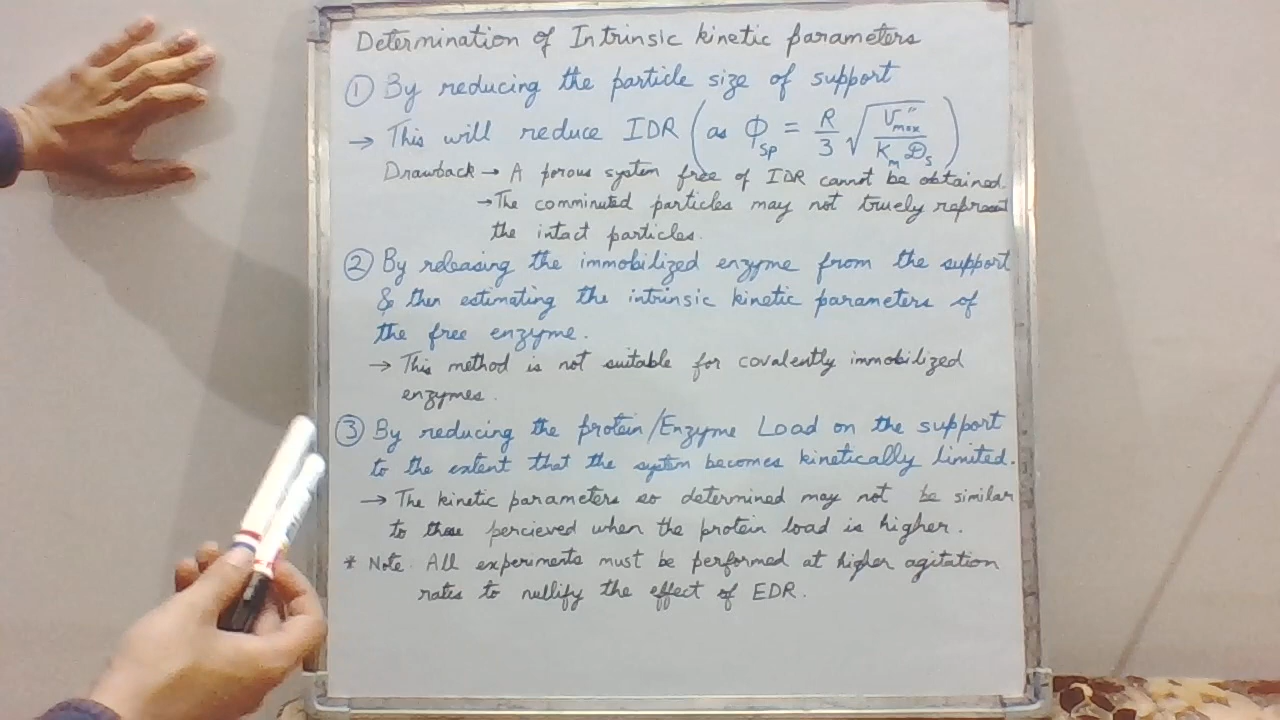 Determination of Intrinsic kinetic parameters
① By reducing the particle size of support
→ This will reduce IDR (as Φsp = R/3 √(Vmax''/Km Ds))
Drawback → A porous system free of IDR cannot be obtained.
→ The comminuted particles may not truely represent
the intact particles.
② By releasing the immobilized enzyme from the support
& then estimating the intrinsic kinetic parameters of
the free enzyme.
→ This method is not suitable for covalently immobilized
enzymes.
③ By reducing the protein/Enzyme Load on the support
to the extent that the system becomes kinetically limited.
→ The kinetic parameters so determined may not be similar
to those percieved when the protein load is higher.
* Note: All experiments must be performed at higher agitation
rates to nullify the effect of EDR.